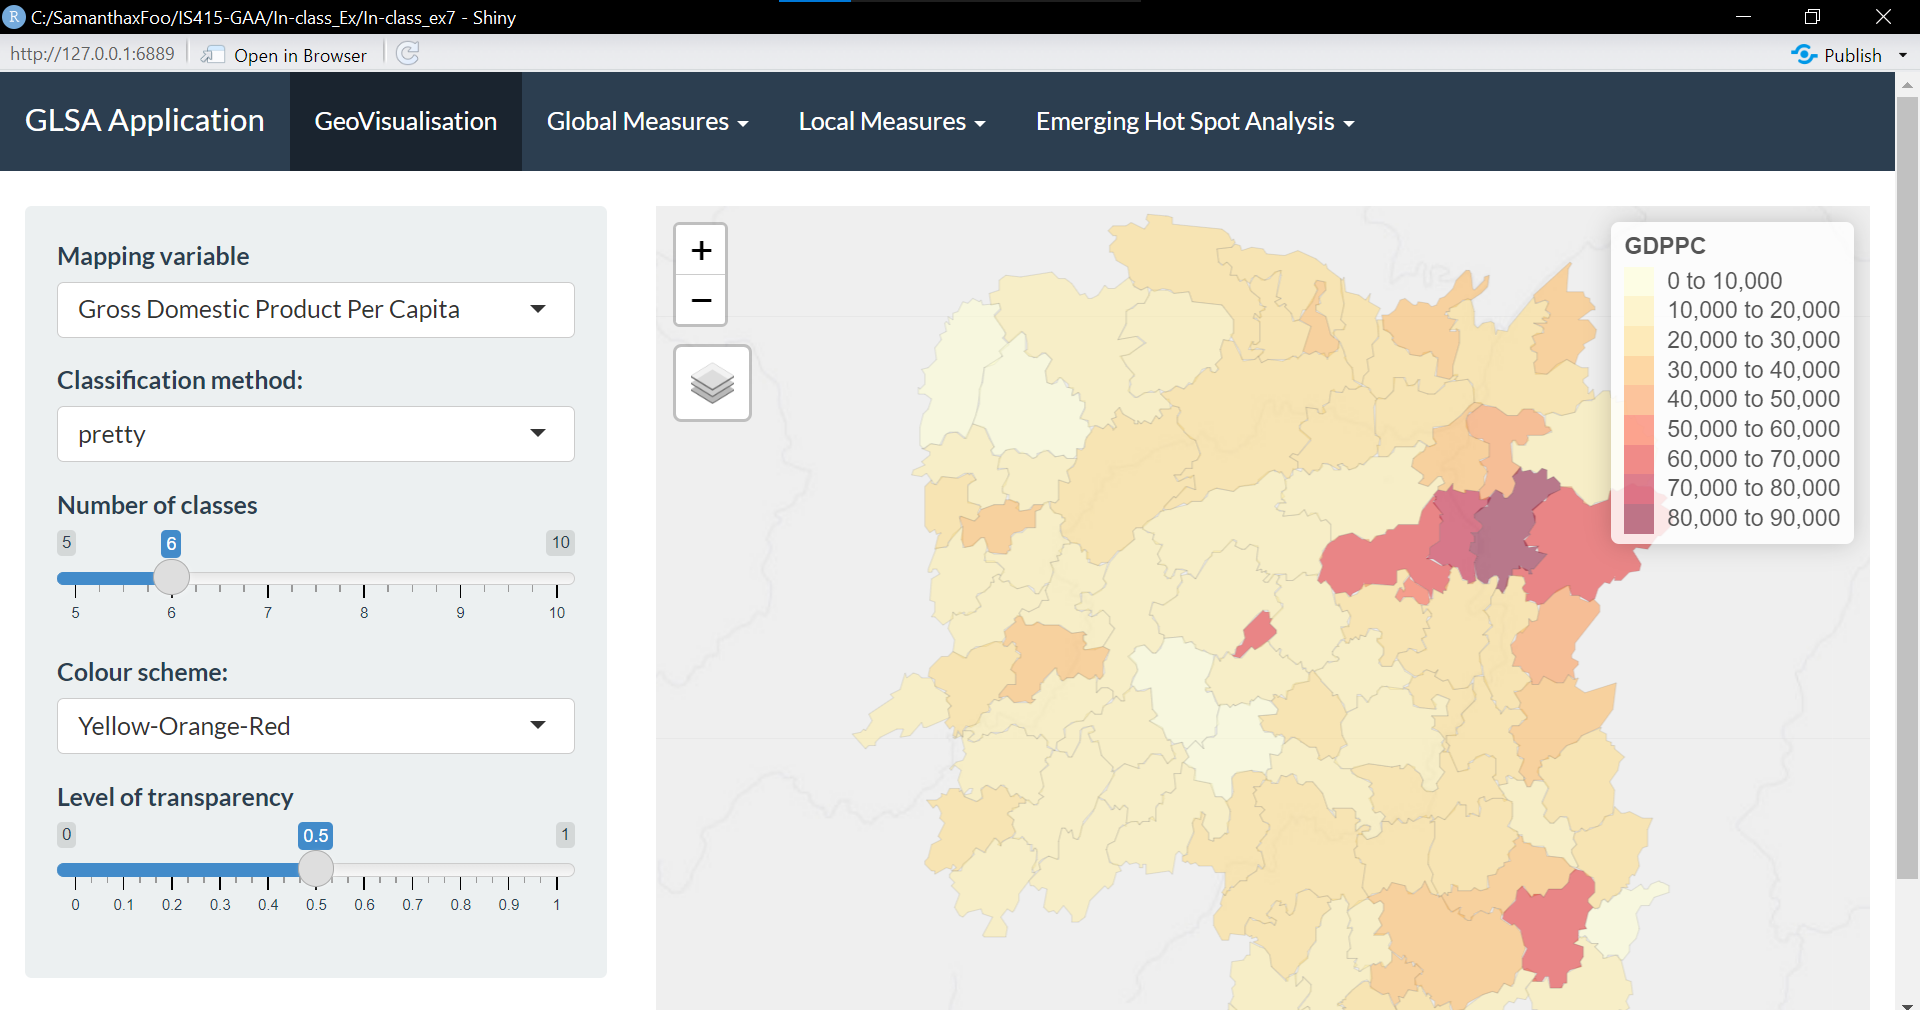 R C:/SamanthaxFoo/IS415-GAA/In-class_Ex/In-class_ex7 - Shiny
http://127.0.0.1:6889 Open in Browser Publish
GLSA Application GeoVisualisation Global Measures Local Measures Emerging Hot Spot Analysis
Mapping variable
Gross Domestic Product Per Capita
Classification method:
pretty
Number of classes
5 6 10
5 6 7 8 9 10
Colour scheme:
Yellow-Orange-Red
Level of transparency
0 0.5 1
0 0.1 0.2 0.3 0.4 0.5 0.6 0.7 0.8 0.9 1
+
−
GDPPC
0 to 10,000
10,000 to 20,000
20,000 to 30,000
30,000 to 40,000
40,000 to 50,000
50,000 to 60,000
60,000 to 70,000
70,000 to 80,000
80,000 to 90,000